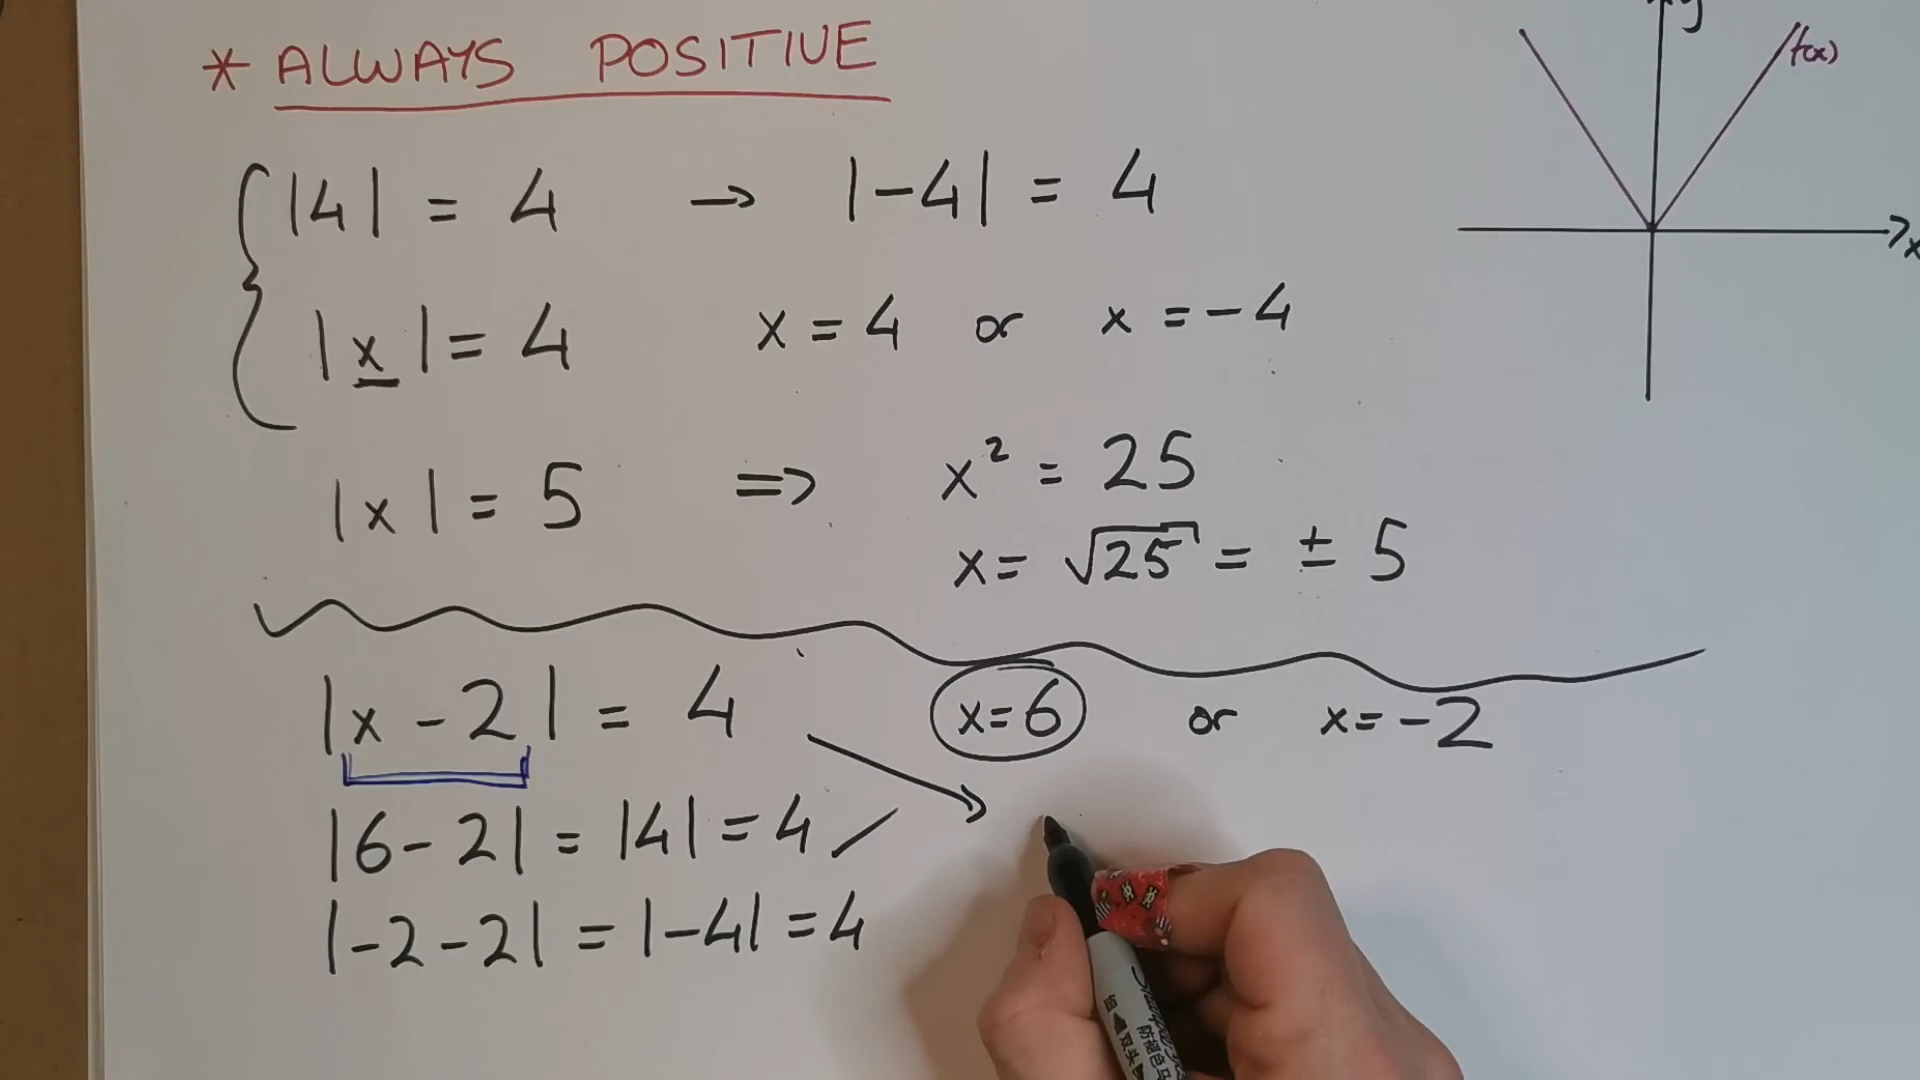 * ALWAYS POSITIVE
y
f(x)
x
|4| = 4 → |-4| = 4
|x| = 4 x = 4 or x = -4
|x| = 5 => x² = 25
x = √25 = ± 5
|x - 2| = 4 x=6 or x=-2
|6-2| = |4| = 4
|-2-2| = |-4| = 4
Sharpie